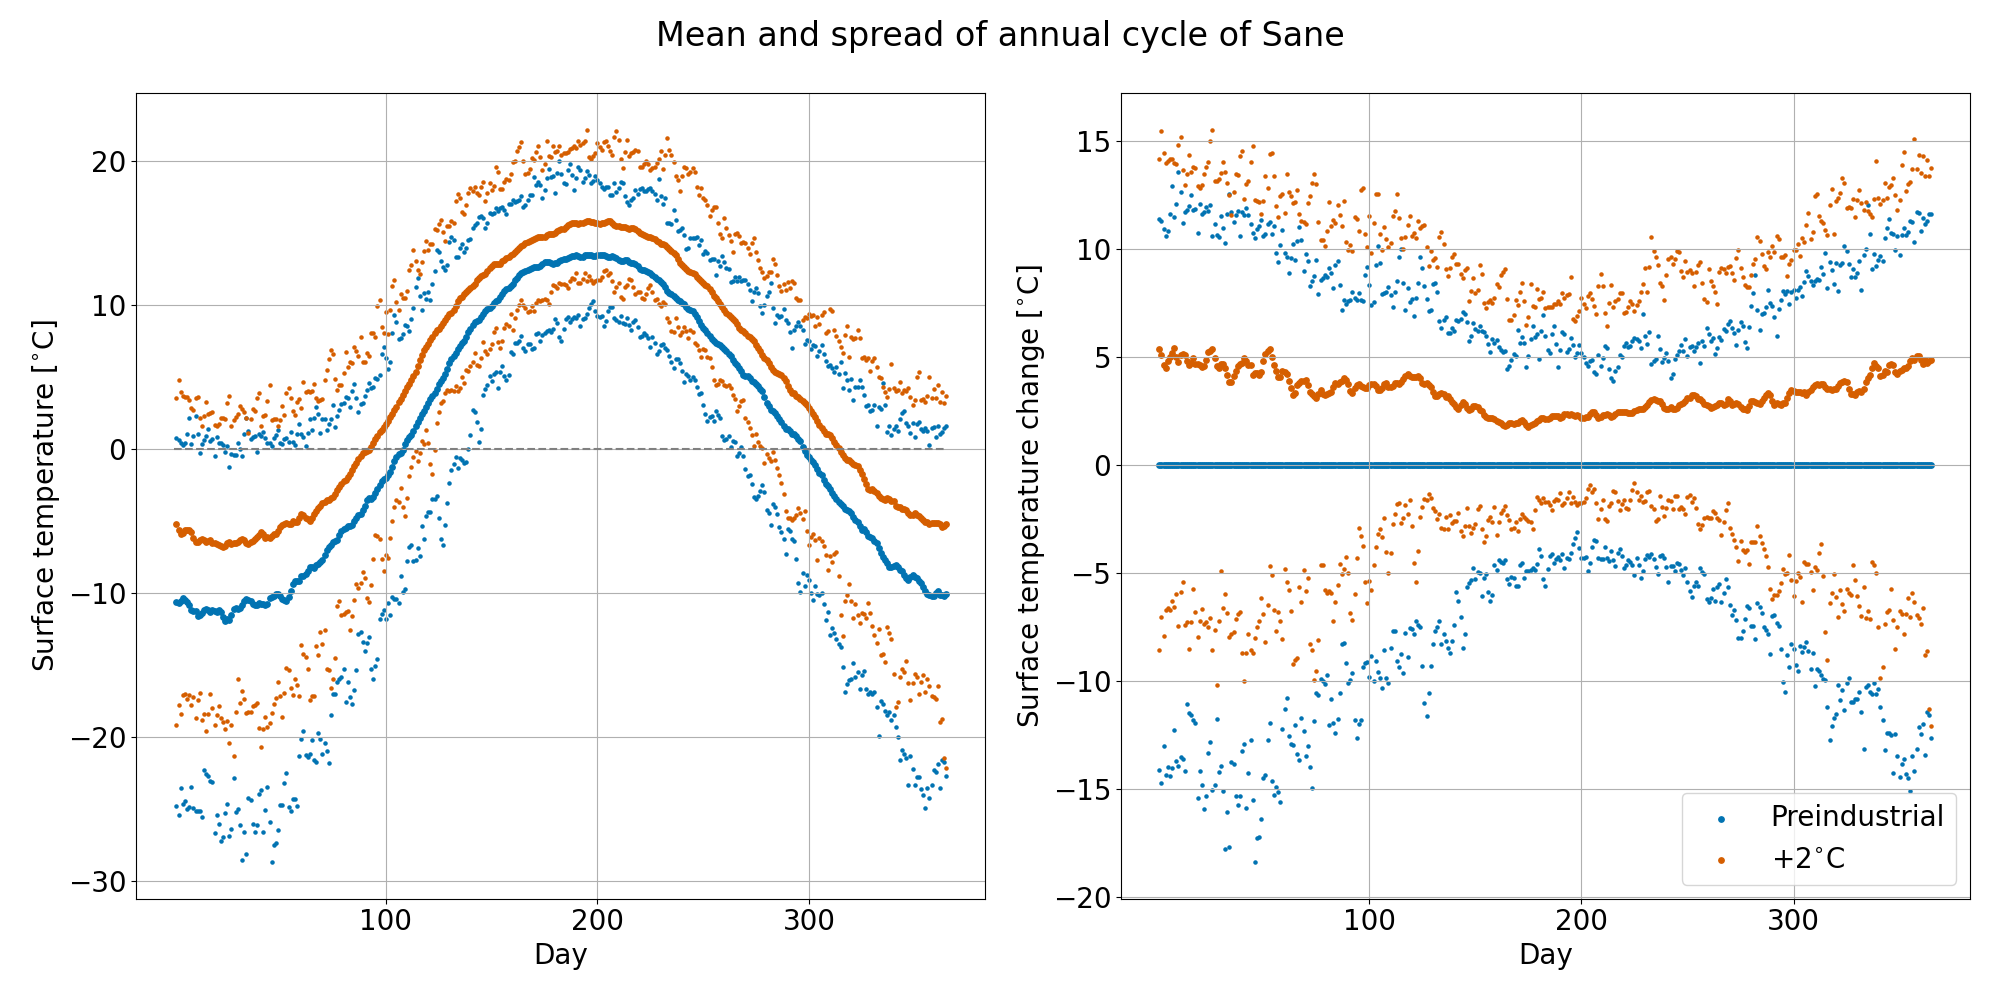 Mean and spread of annual cycle of Sane
Surface temperature [°C]
20
10
0
−10
−20
−30
100 200 300
Day
Surface temperature change [°C]
15
10
5
0
−5
−10
−15
−20
100 200 300
Day
Preindustrial
+2°C